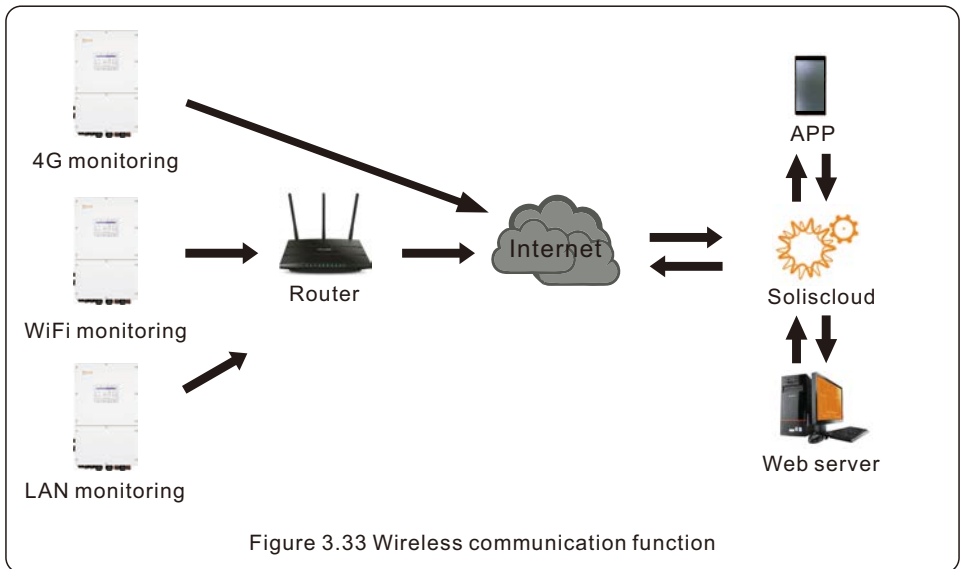 4G monitoring
WiFi monitoring
LAN monitoring
Router
Internet
APP
Soliscloud
Web server
Figure 3.33 Wireless communication function